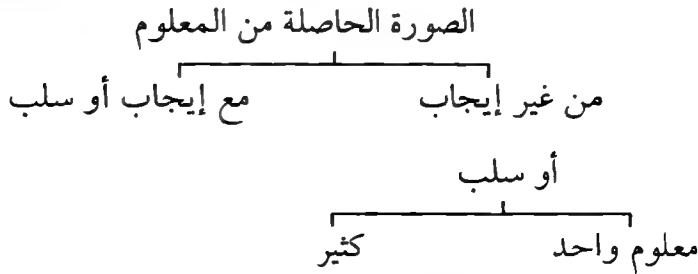 الصورة الحاصلة من المعلوم
من غير إيجاب مع إيجاب أو سلب
أو سلب
معلوم واحد كثير